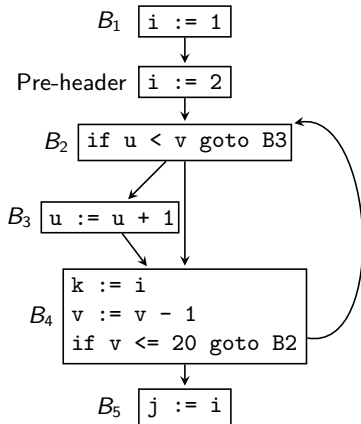 B1 i := 1
Pre-header i := 2
B2 if u < v goto B3
B3 u := u + 1
k := i
B4 v := v - 1
if v <= 20 goto B2
B5 j := i